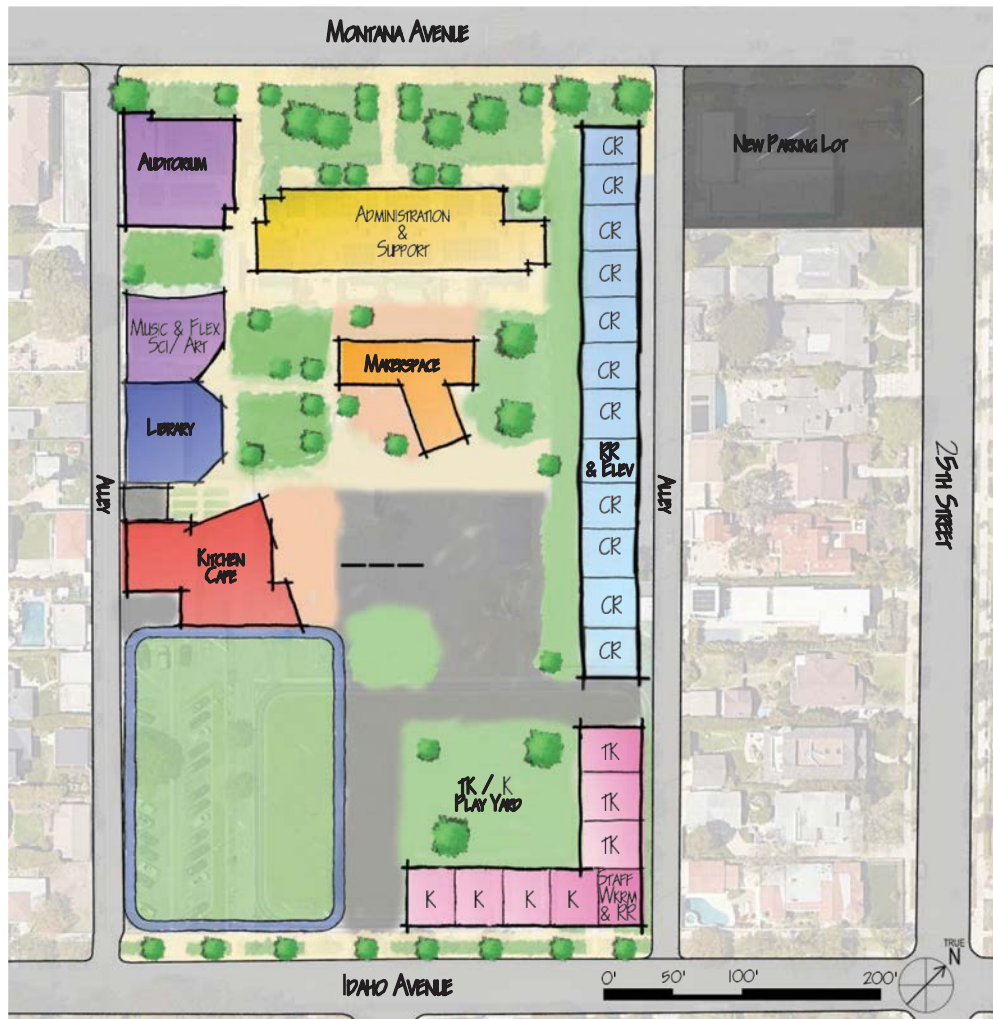 MONTANA AVENUE
AUDITORIUM
ADMINISTRATION
&
SUPPORT
CR
CR
CR
CR
CR
CR
CR
RR
& ELEV
CR
CR
CR
CR
NEW PARKING LOT
MUSIC & FLEX
SCI/ ART
MAKERSPACE
LIBRARY
ALLEY
ALLEY
25TH STREET
KITCHEN
CAFE
TK / K
PLAY YARD
TK
TK
TK
K
K
K
K
STAFF
WKRM
& RR
IDAHO AVENUE
0' 50' 100' 200'
TRUE
N